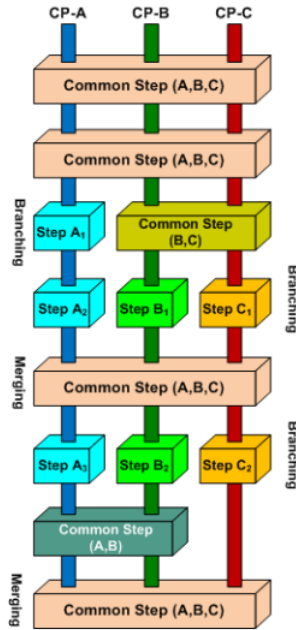 CP-A CP-B CP-C
Common Step (A,B,C)
Common Step (A,B,C)
Branching
Step A₁
Common Step
(B,C)
Step A₂
Step B₁
Step C₁
Branching
Merging
Common Step (A,B,C)
Branching
Step A₃
Step B₂
Step C₂
Common Step
(A,B)
Merging
Common Step (A,B,C)